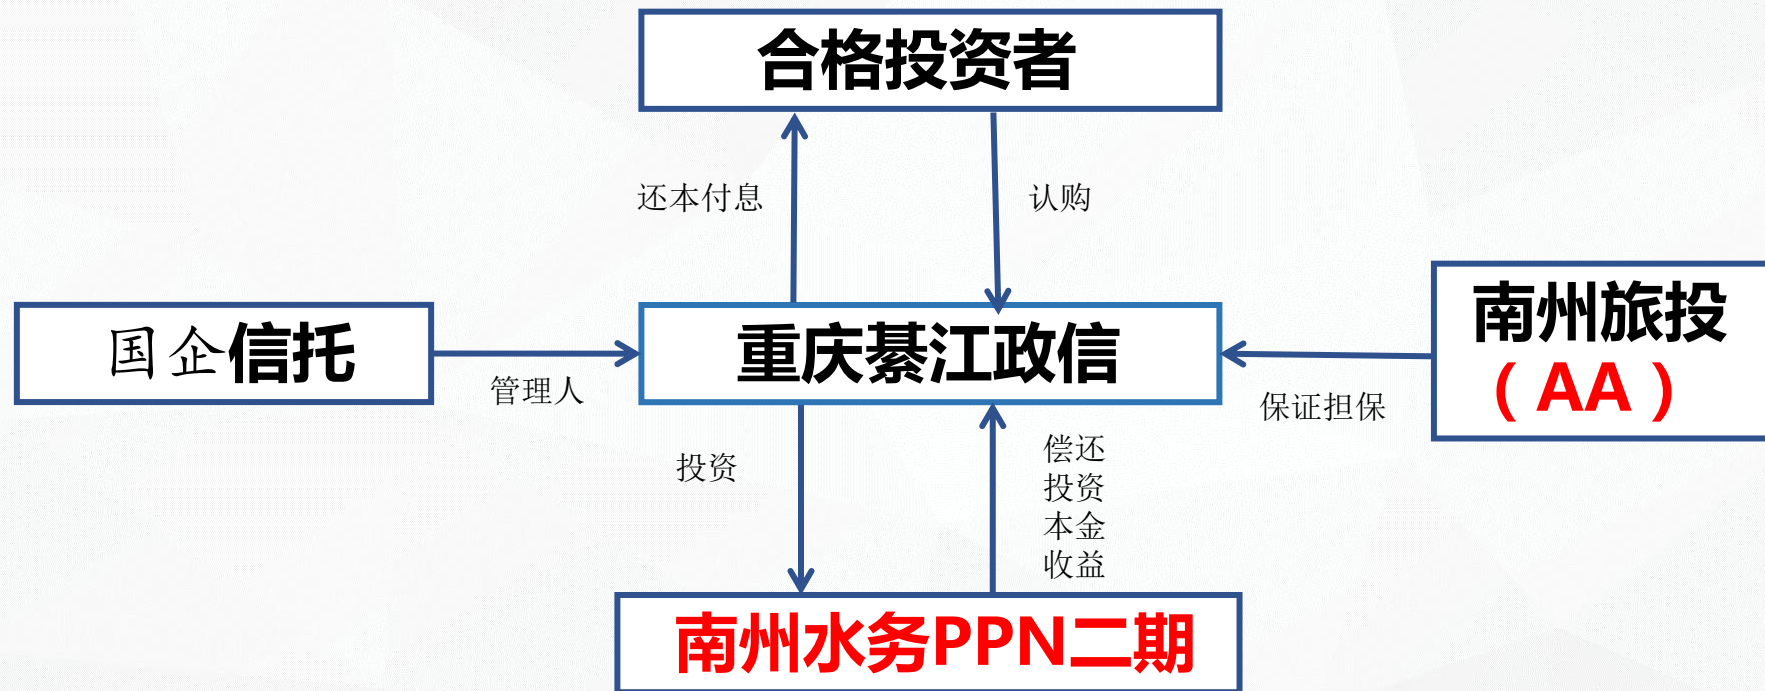 合格投资者
还本付息
认购
国企信托
管理人
重庆綦江政信
南州旅投
（AA）
保证担保
投资
偿还
投资
本金
收益
南州水务PPN二期